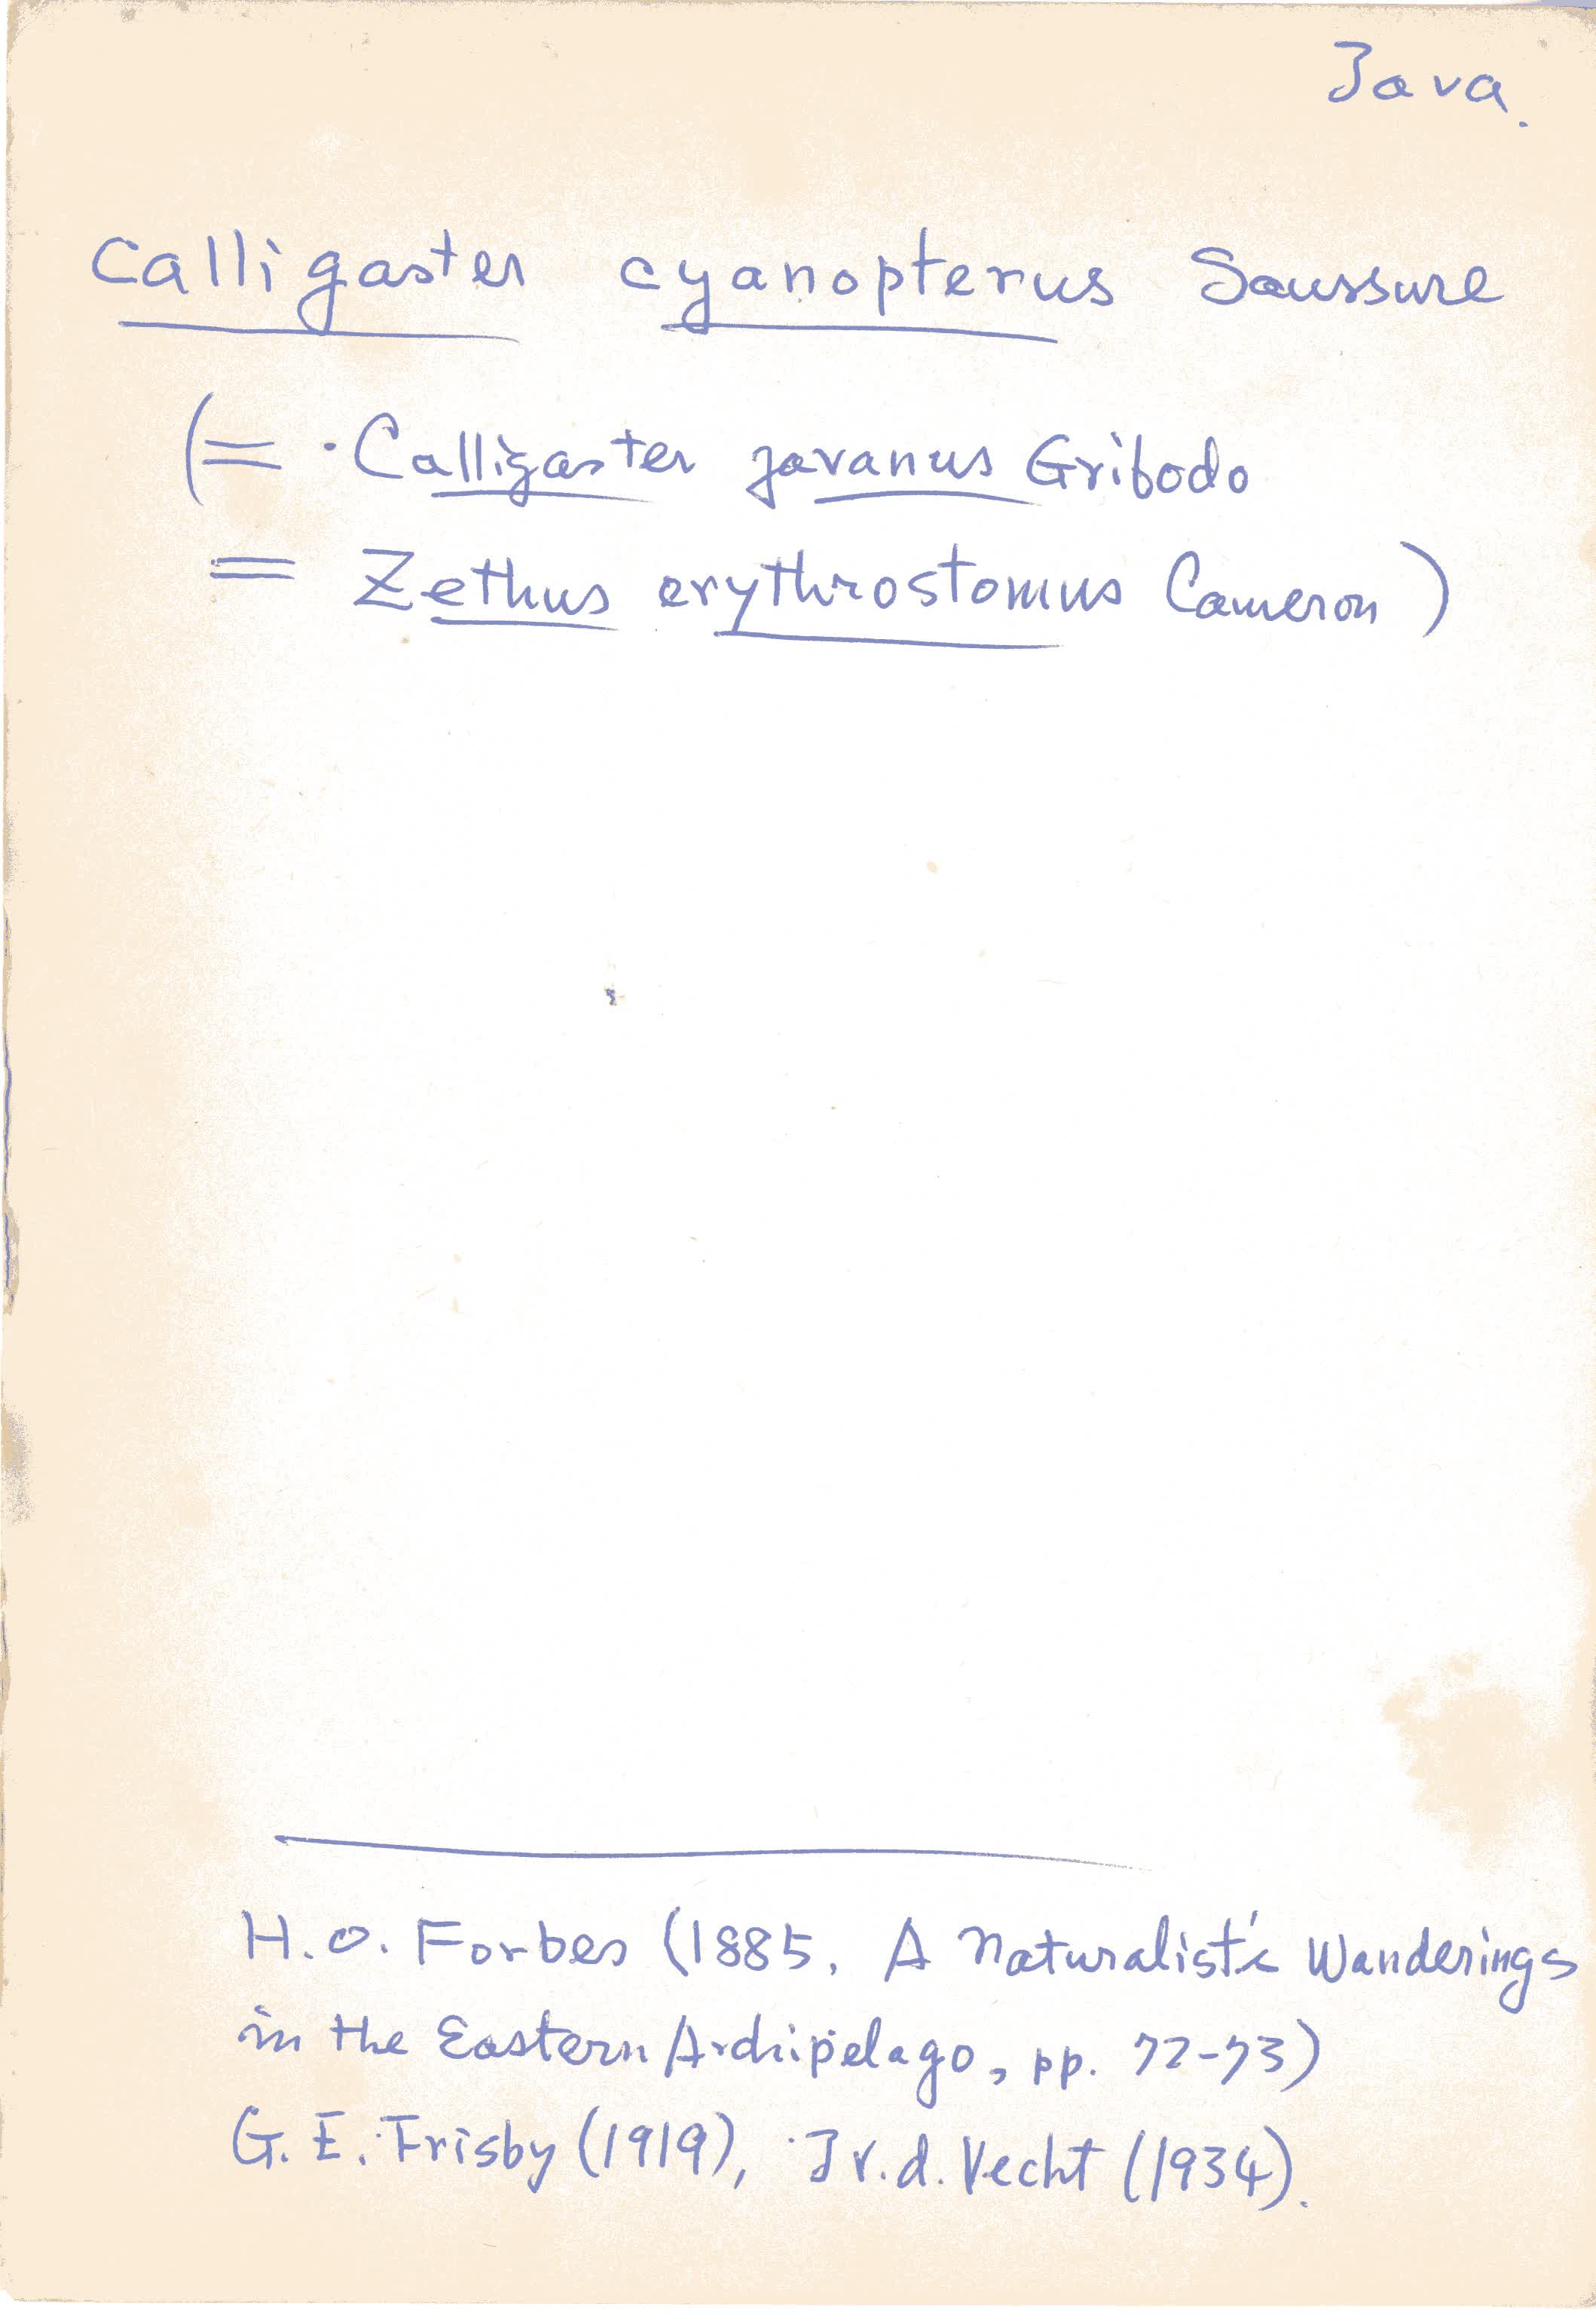 Java.
Calligaster cyanopterus Saussure
(= Calligaster javanus Gribodo
= Zethus erythrostomus Cameron)
H.O. Forbes (1885, A Naturalist's Wanderings
in the Eastern Archipelago, pp. 72-73)
G. E. Frisby (1919), J v. d. Vecht (1934).